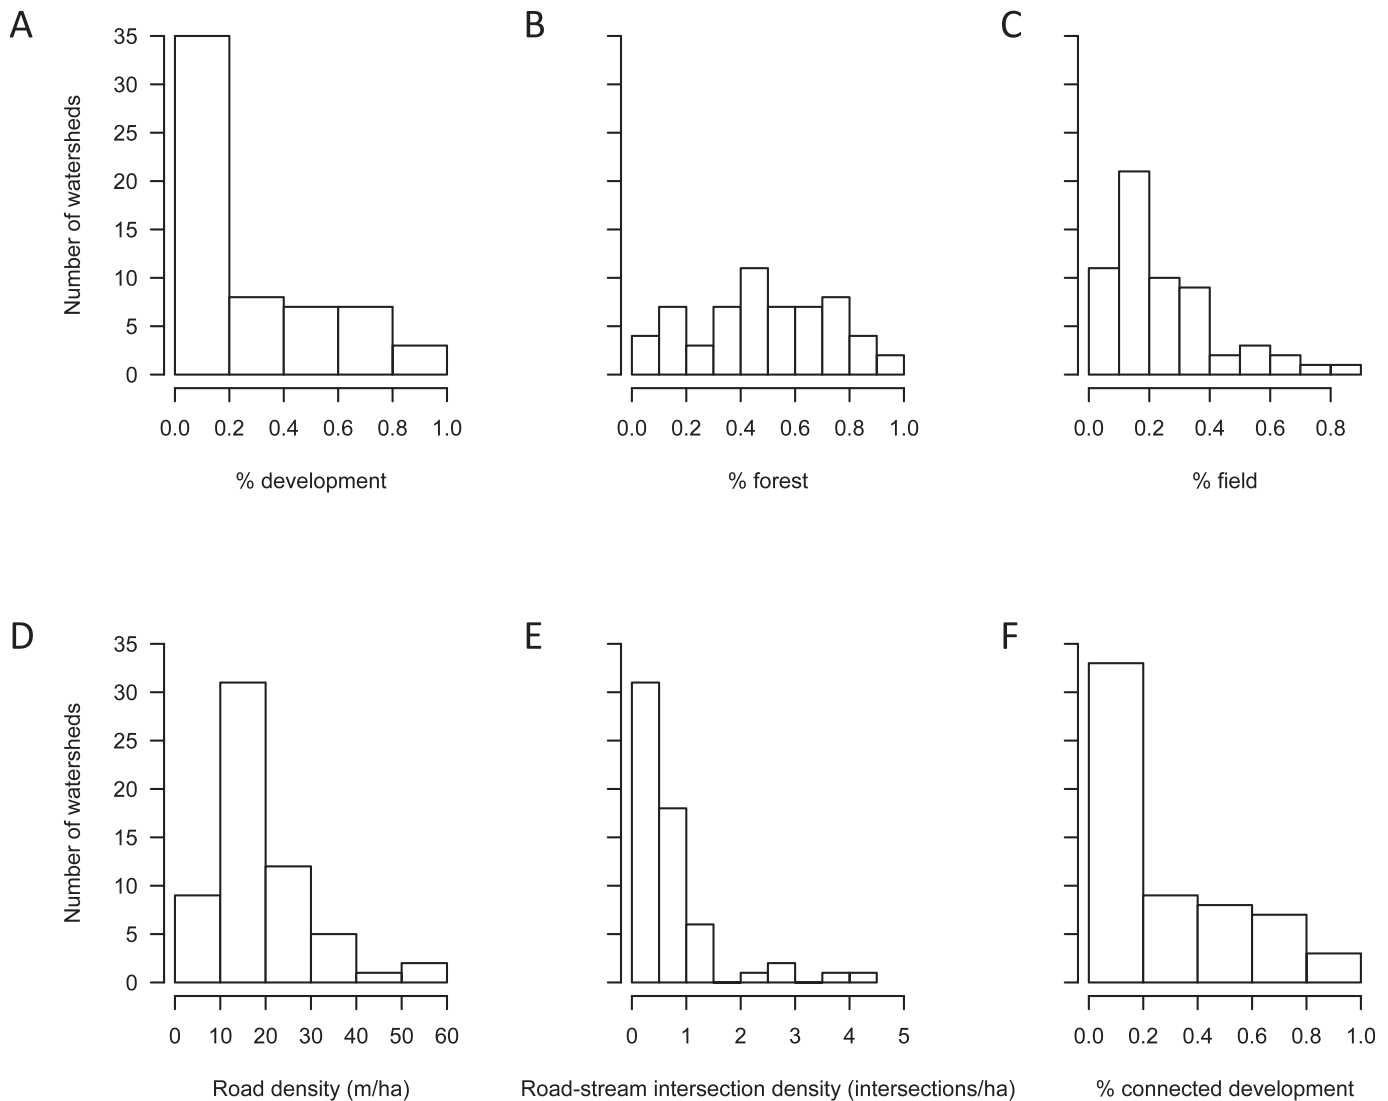 A
B
C
35
30
25
20
15
10
5
0
Number of watersheds
0.0 0.2 0.4 0.6 0.8 1.0
0.0 0.2 0.4 0.6 0.8 1.0
0.0 0.2 0.4 0.6 0.8
% development
% forest
% field
D
E
F
35
30
25
20
15
10
5
0
Number of watersheds
0 10 20 30 40 50 60
0 1 2 3 4 5
0.0 0.2 0.4 0.6 0.8 1.0
Road density (m/ha)
Road-stream intersection density (intersections/ha)
% connected development